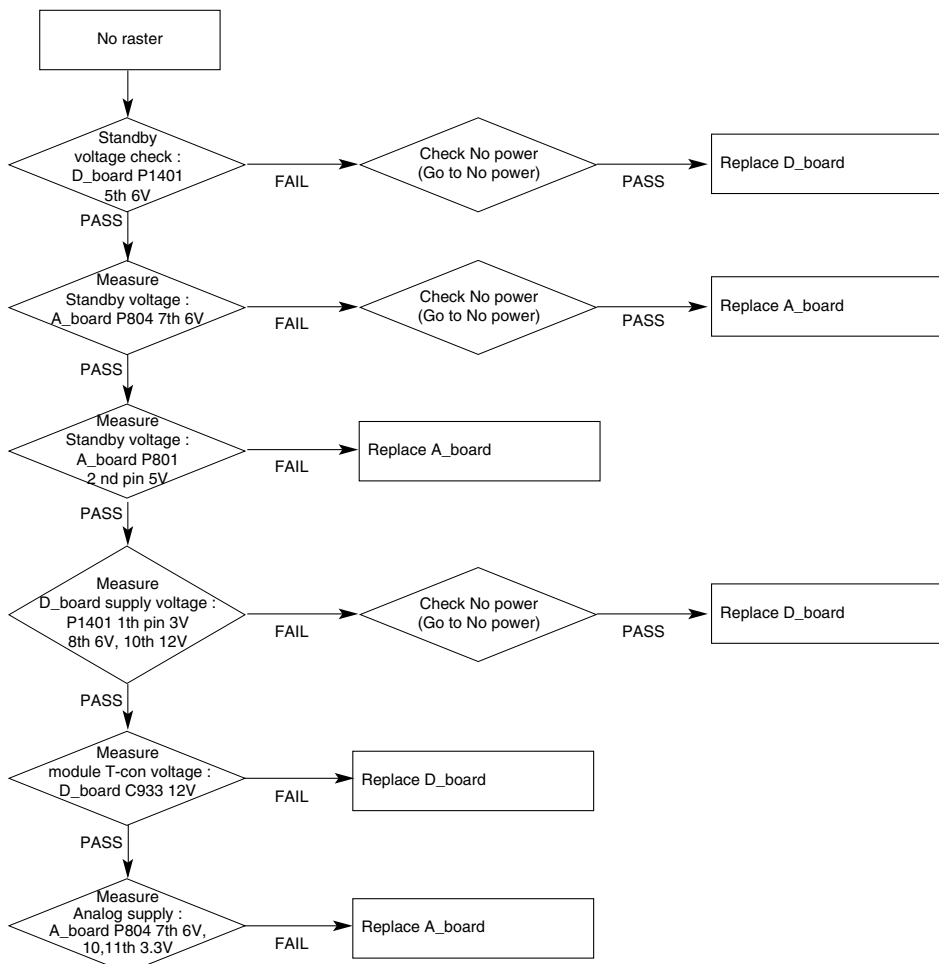 No raster
Standby
voltage check :
D_board P1401
5th 6V
FAIL
Check No power
(Go to No power)
PASS
Replace D_board
PASS
Measure
Standby voltage :
A_board P804 7th 6V
FAIL
Check No power
(Go to No power)
PASS
Replace A_board
PASS
Measure
Standby voltage :
A_board P801
2 nd pin 5V
FAIL
Replace A_board
PASS
Measure
D_board supply voltage :
P1401 1th pin 3V
8th 6V, 10th 12V
FAIL
Check No power
(Go to No power)
PASS
Replace D_board
PASS
Measure
module T-con voltage :
D_board C933 12V
FAIL
Replace D_board
PASS
Measure
Analog supply :
A_board P804 7th 6V,
10,11th 3.3V
FAIL
Replace A_board